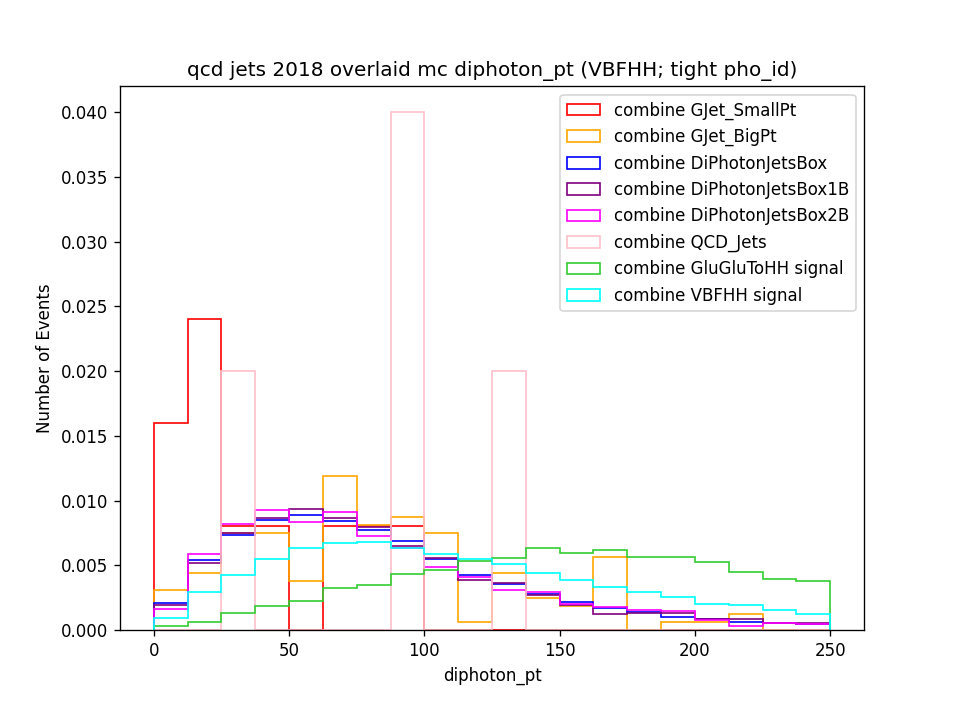 qcd jets 2018 overlaid mc diphoton_pt (VBFHH; tight pho_id)
combine GJet_SmallPt
combine GJet_BigPt
combine DiPhotonJetsBox
combine DiPhotonJetsBox1B
combine DiPhotonJetsBox2B
combine QCD_Jets
combine GluGluToHH signal
combine VBFHH signal
Number of Events
0.040
0.035
0.030
0.025
0.020
0.015
0.010
0.005
0.000
0 50 100 150 200 250
diphoton_pt